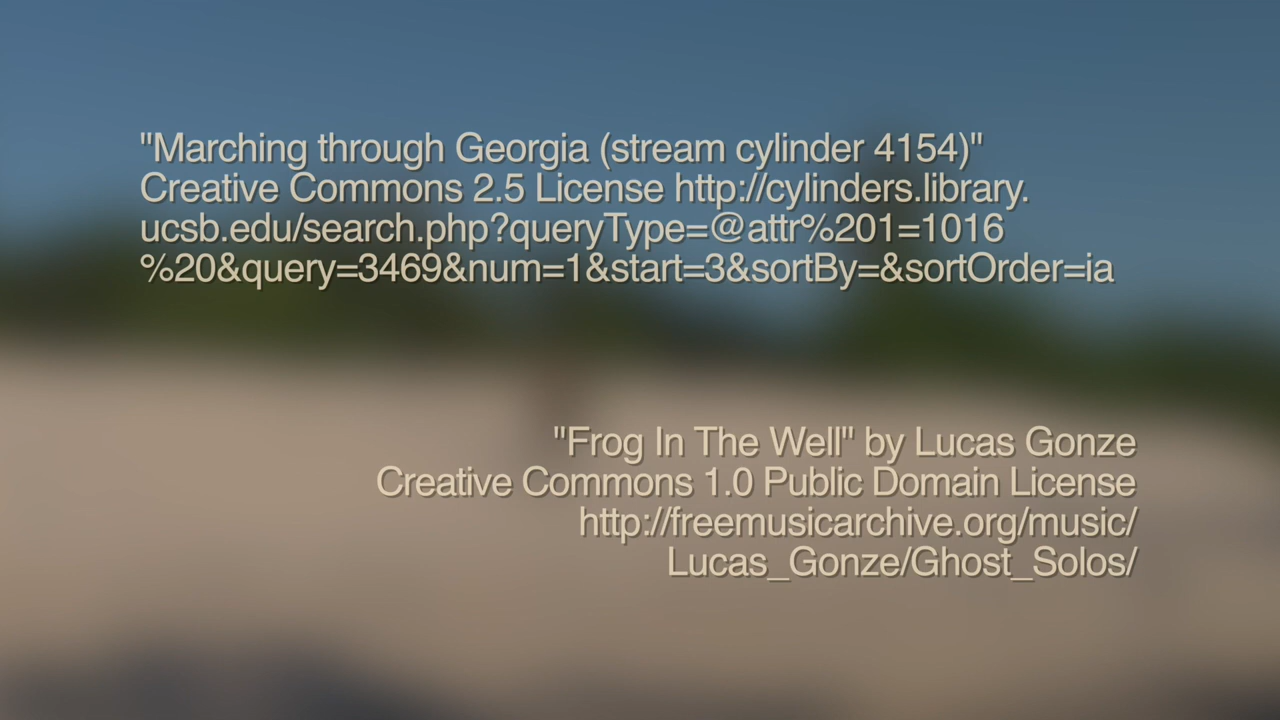 "Marching through Georgia (stream cylinder 4154)"
Creative Commons 2.5 License http://cylinders.library.
ucsb.edu/search.php?queryType=@attr%201=1016
%20&query=3469&num=1&start=3&sortBy=&sortOrder=ia
"Frog In The Well" by Lucas Gonze
Creative Commons 1.0 Public Domain License
http://freemusicarchive.org/music/
Lucas_Gonze/Ghost_Solos/